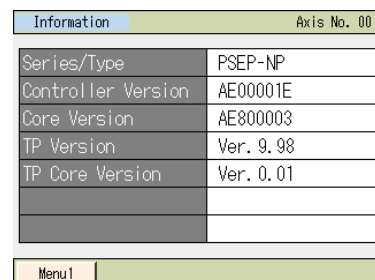 Information Axis No. 00
Series/Type PSEP-NP
Controller Version AE00001E
Core Version AE800003
TP Version Ver. 9.98
TP Core Version Ver. 0.01
Menu1